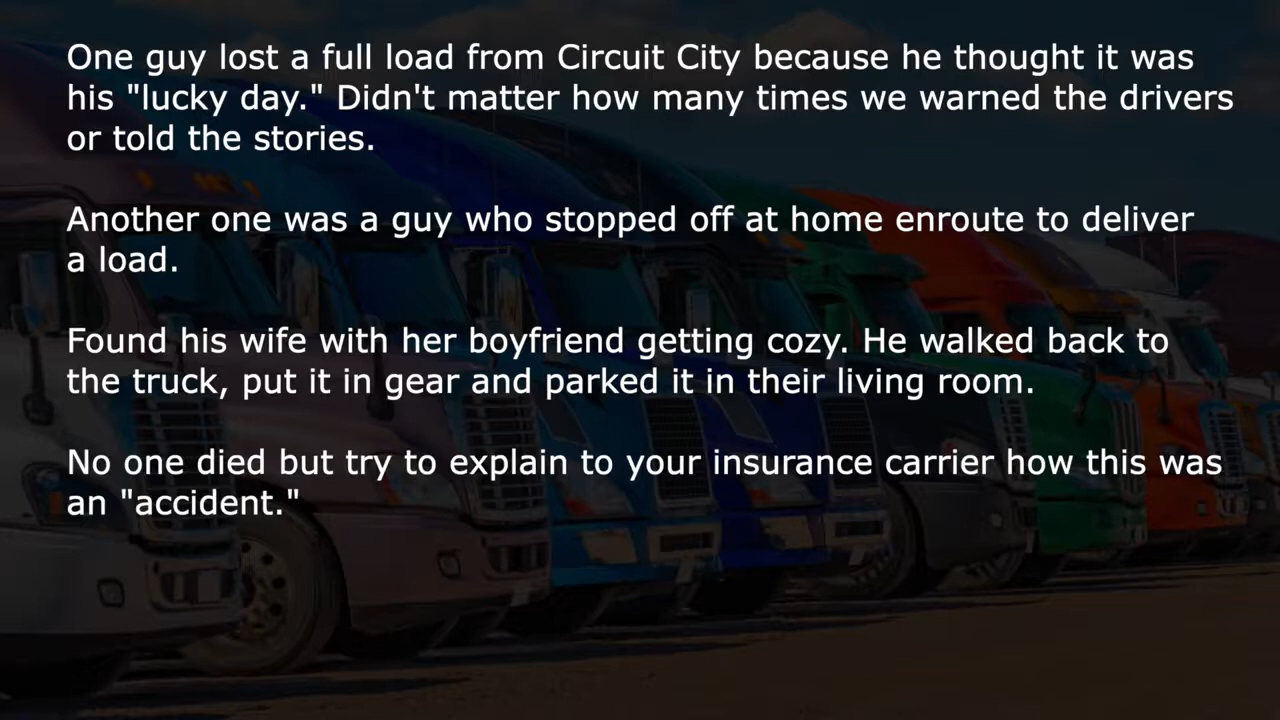 One guy lost a full load from Circuit City because he thought it was
his "lucky day." Didn't matter how many times we warned the drivers
or told the stories.
Another one was a guy who stopped off at home enroute to deliver
a load.
Found his wife with her boyfriend getting cozy. He walked back to
the truck, put it in gear and parked it in their living room.
No one died but try to explain to your insurance carrier how this was
an "accident."